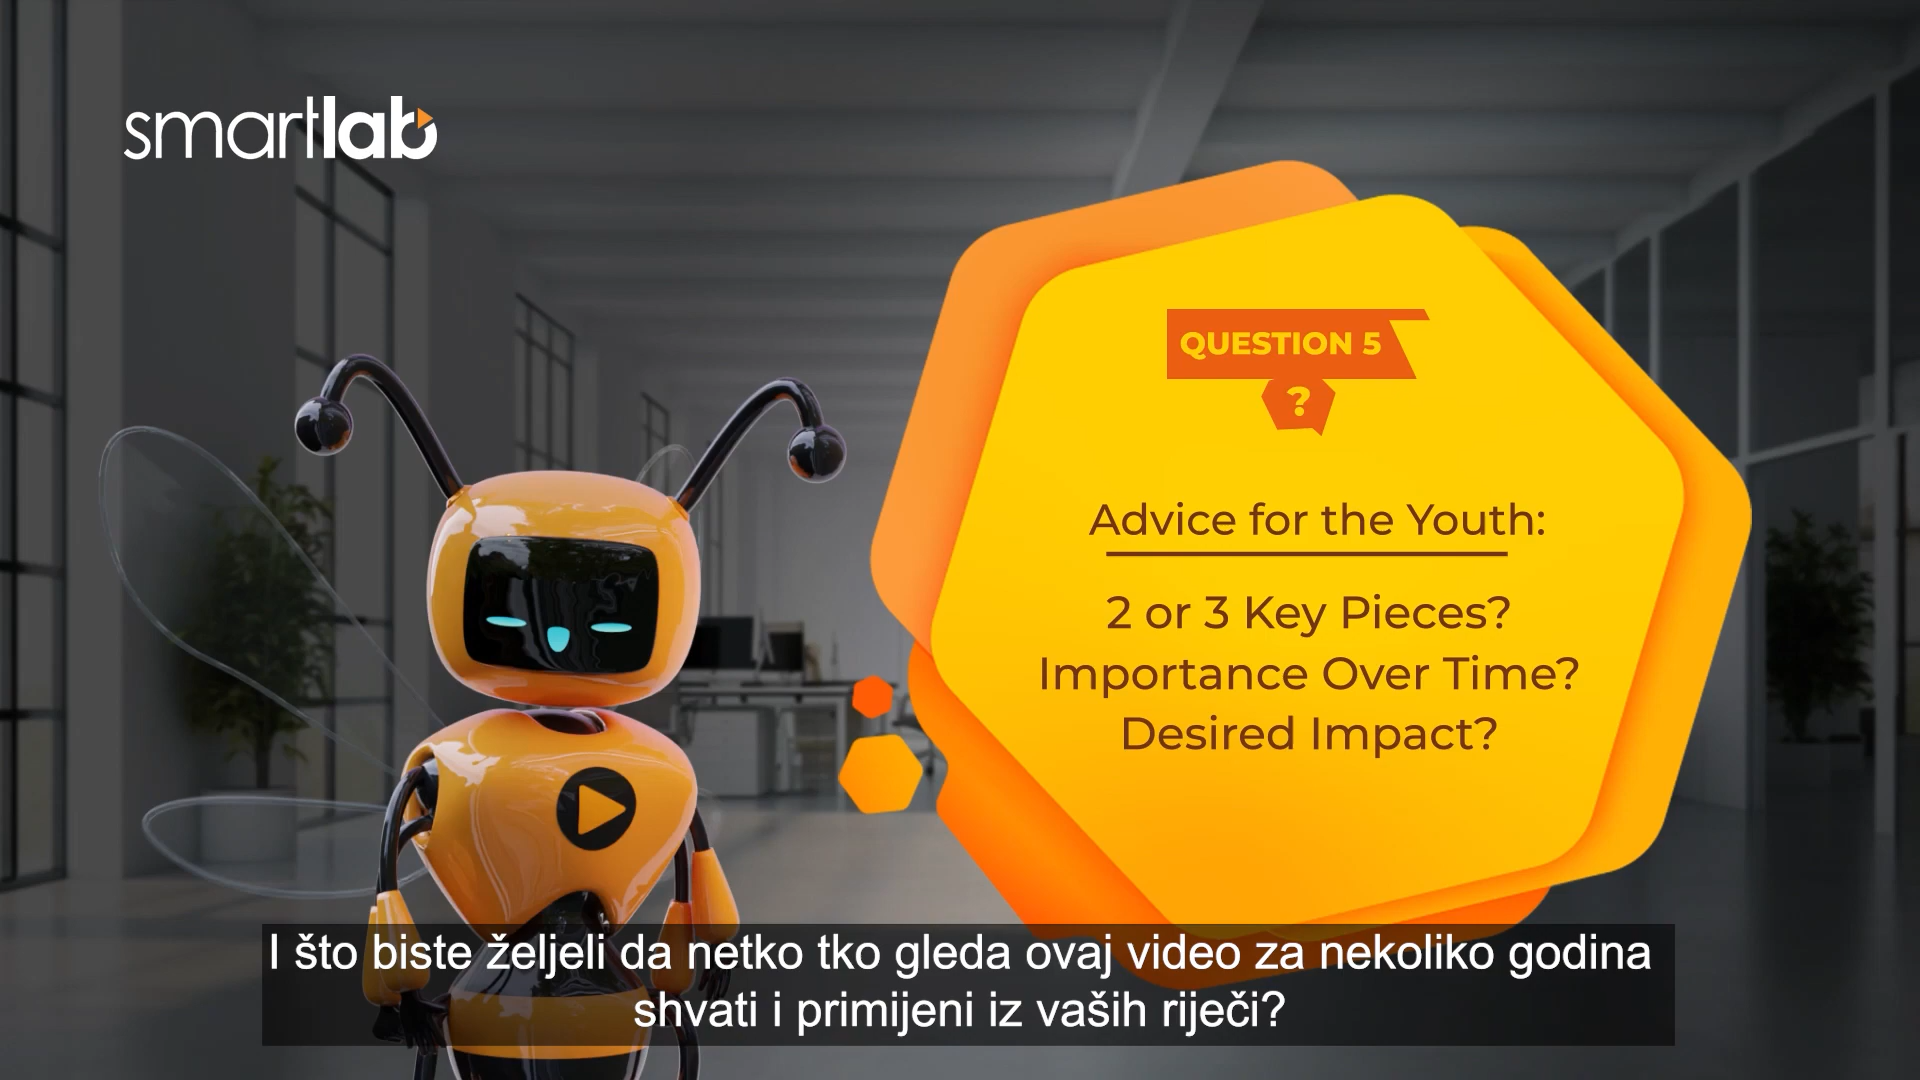 smartlab
QUESTION 5
?
Advice for the Youth:
2 or 3 Key Pieces?
Importance Over Time?
Desired Impact?
I što biste željeli da netko tko gleda ovaj video za nekoliko godina
shvati i primijeni iz vaših riječi?